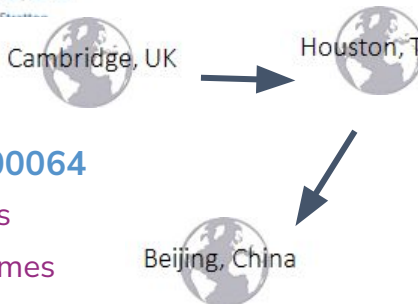 Cambridge, UK
Houston, T
00064
s
mes
Beijing, China